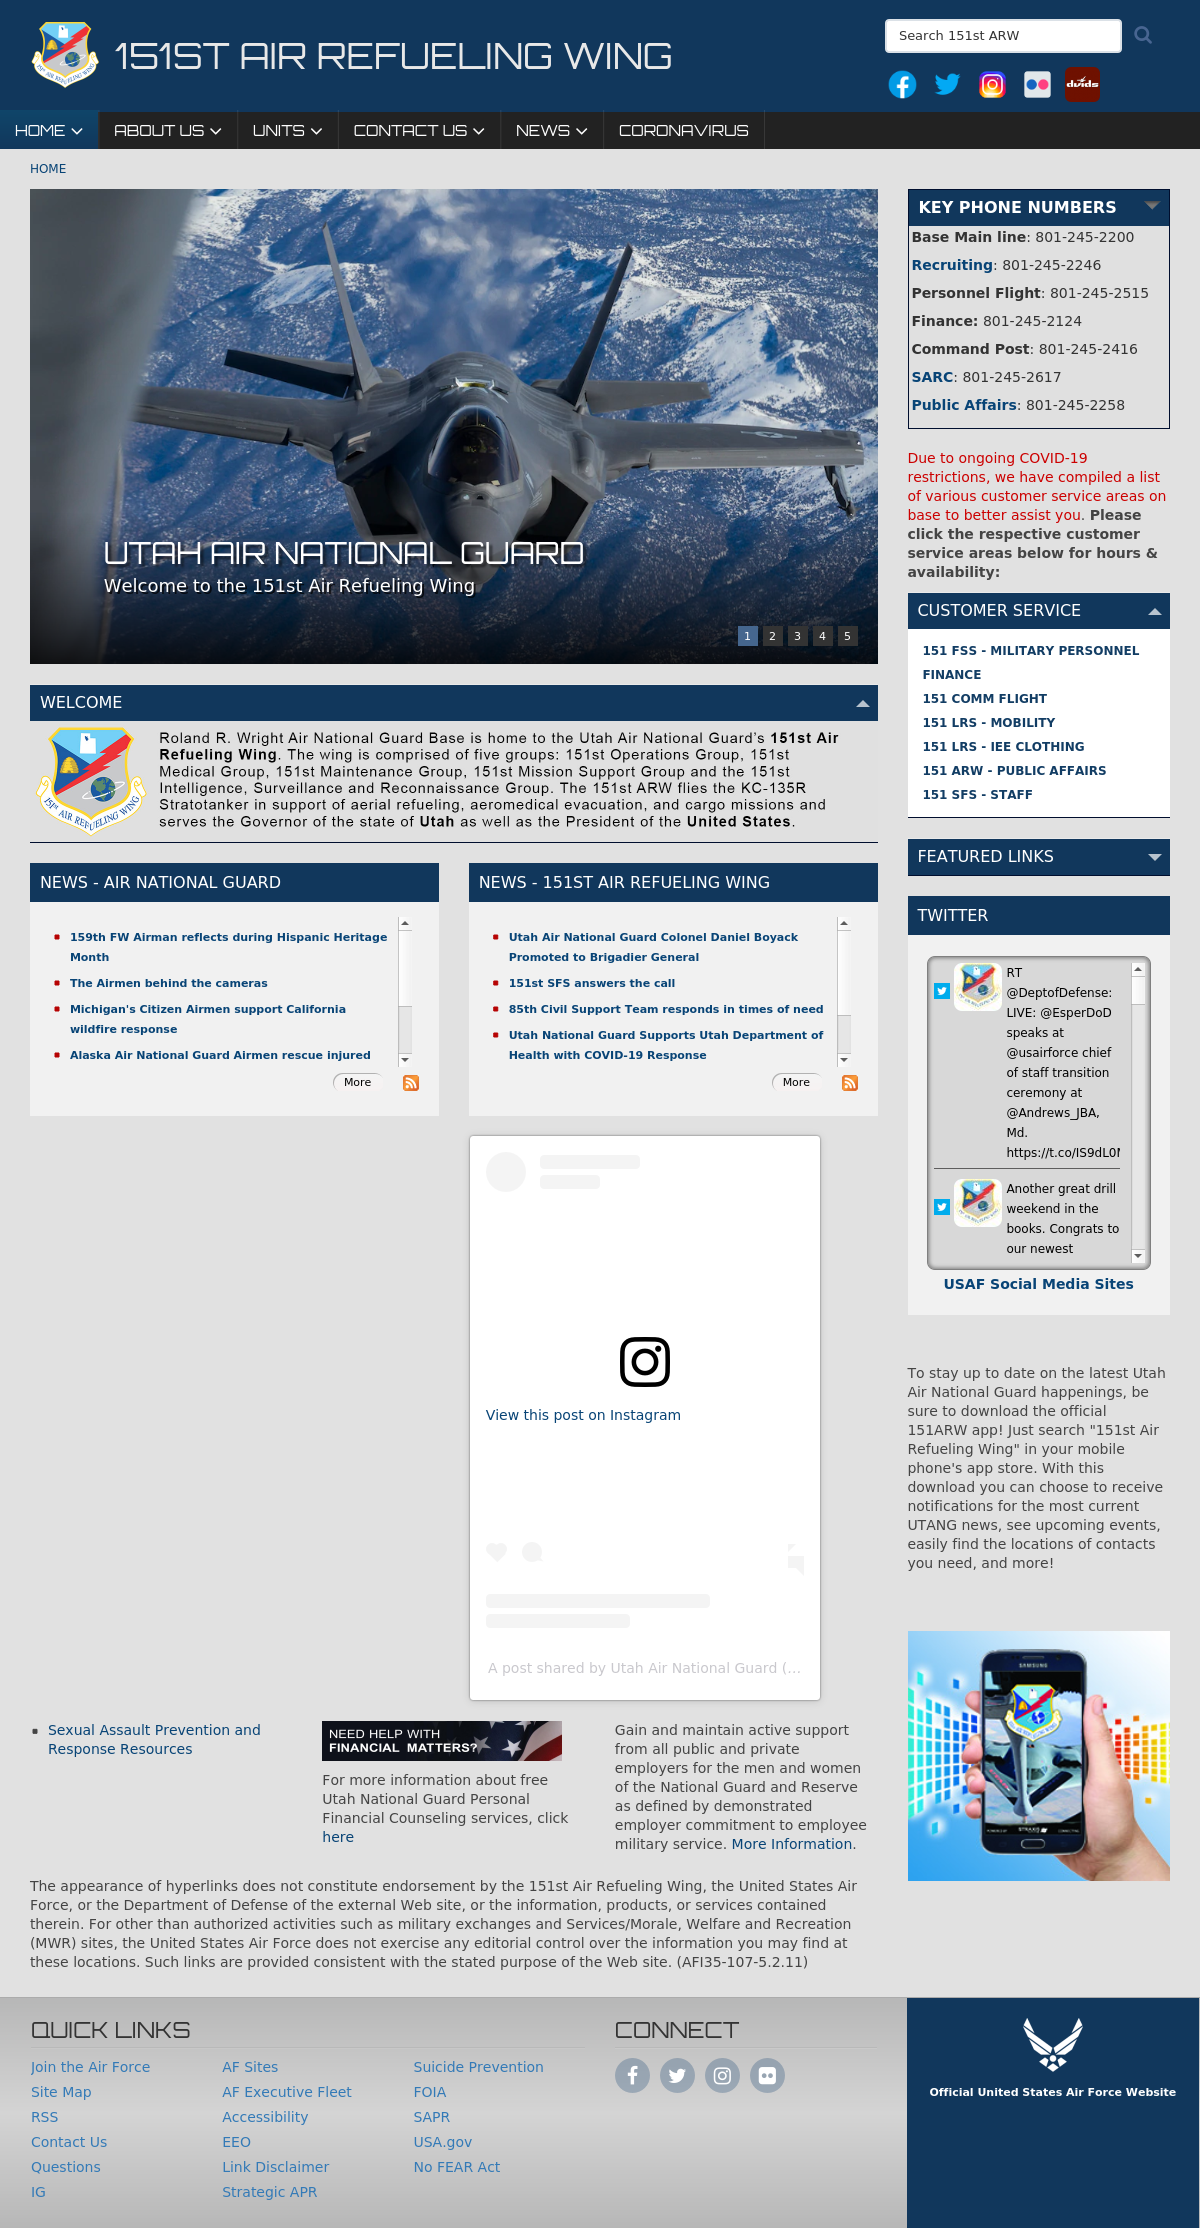 151ST AIR REFUELING WING
Search 151st ARW
dvids
HOME
ABOUT US
UNITS
CONTACT US
NEWS
CORONAVIRUS
HOME
UTAH AIR NATIONAL GUARD
Welcome to the 151st Air Refueling Wing
1 2 3 4 5
KEY PHONE NUMBERS
Base Main line: 801-245-2200
Recruiting: 801-245-2246
Personnel Flight: 801-245-2515
Finance: 801-245-2124
Command Post: 801-245-2416
SARC: 801-245-2617
Public Affairs: 801-245-2258
Due to ongoing COVID-19
restrictions, we have compiled a list
of various customer service areas on
base to better assist you. Please
click the respective customer
service areas below for hours &
availability:
CUSTOMER SERVICE
151 FSS - MILITARY PERSONNEL
FINANCE
151 COMM FLIGHT
151 LRS - MOBILITY
151 LRS - IEE CLOTHING
151 ARW - PUBLIC AFFAIRS
151 SFS - STAFF
FEATURED LINKS
WELCOME
151st AIR REFUELING WING
Roland R. Wright Air National Guard Base is home to the Utah Air National Guard's 151st Air
Refueling Wing. The wing is comprised of five groups: 151st Operations Group, 151st
Medical Group, 151st Maintenance Group, 151st Mission Support Group and the 151st
Intelligence, Surveillance and Reconnaissance Group. The 151st ARW flies the KC-135R
Stratotanker in support of aerial refueling, aeromedical evacuation, and cargo missions and
serves the Governor of the state of Utah as well as the President of the United States.
NEWS - AIR NATIONAL GUARD
159th FW Airman reflects during Hispanic Heritage
Month
The Airmen behind the cameras
Michigan's Citizen Airmen support California
wildfire response
Alaska Air National Guard Airmen rescue injured
More
NEWS - 151ST AIR REFUELING WING
Utah Air National Guard Colonel Daniel Boyack
Promoted to Brigadier General
151st SFS answers the call
85th Civil Support Team responds in times of need
Utah National Guard Supports Utah Department of
Health with COVID-19 Response
More
TWITTER
RT
@DeptofDefense:
LIVE: @EsperDoD
speaks at
@usairforce chief
of staff transition
ceremony at
@Andrews_JBA,
Md.
https://t.co/IS9dL0
Another great drill
weekend in the
books. Congrats to
our newest
USAF Social Media Sites
View this post on Instagram
A post shared by Utah Air National Guard (...
To stay up to date on the latest Utah
Air National Guard happenings, be
sure to download the official
151ARW app! Just search "151st Air
Refueling Wing" in your mobile
phone's app store. With this
download you can choose to receive
notifications for the most current
UTANG news, see upcoming events,
easily find the locations of contacts
you need, and more!
SAMSUNG
Sexual Assault Prevention and
Response Resources
NEED HELP WITH
FINANCIAL MATTERS?
For more information about free
Utah National Guard Personal
Financial Counseling services, click
here
Gain and maintain active support
from all public and private
employers for the men and women
of the National Guard and Reserve
as defined by demonstrated
employer commitment to employee
military service. More Information.
The appearance of hyperlinks does not constitute endorsement by the 151st Air Refueling Wing, the United States Air
Force, or the Department of Defense of the external Web site, or the information, products, or services contained
therein. For other than authorized activities such as military exchanges and Services/Morale, Welfare and Recreation
(MWR) sites, the United States Air Force does not exercise any editorial control over the information you may find at
these locations. Such links are provided consistent with the stated purpose of the Web site. (AFI35-107-5.2.11)
QUICK LINKS
Join the Air Force
Site Map
RSS
Contact Us
Questions
IG
AF Sites
AF Executive Fleet
Accessibility
EEO
Link Disclaimer
Strategic APR
Suicide Prevention
FOIA
SAPR
USA.gov
No FEAR Act
CONNECT
Official United States Air Force Website